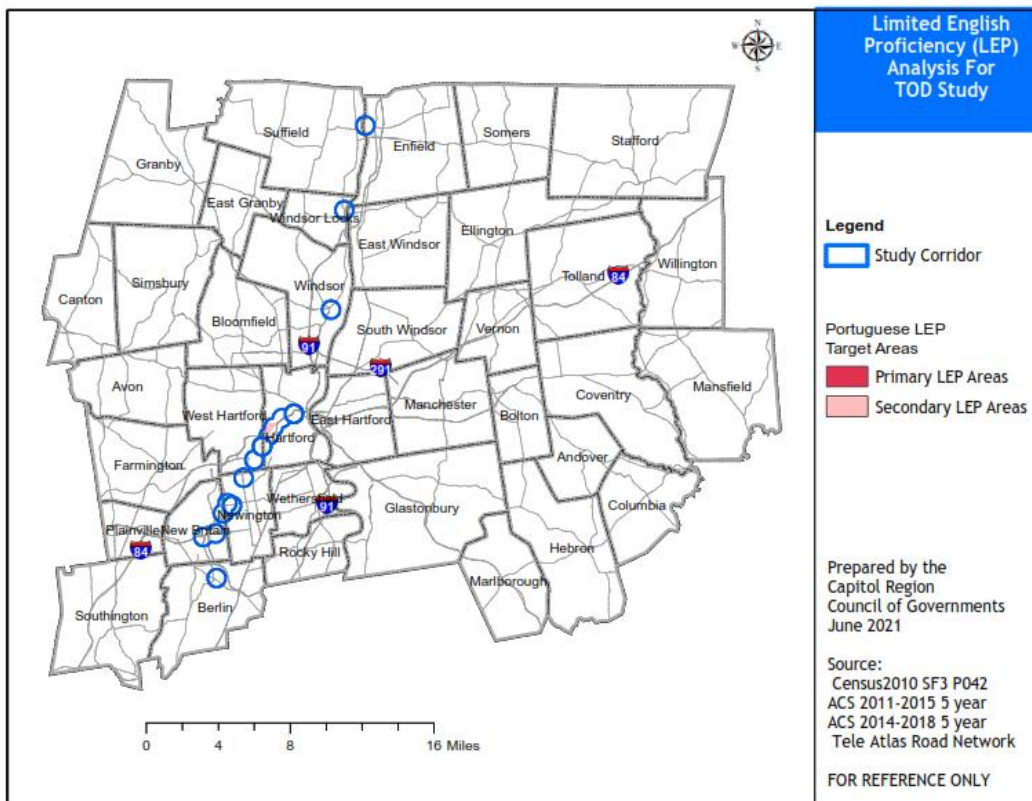 Limited English
Proficiency (LEP)
Analysis For
TOD Study
N
W E
S
Suffield
Enfield
Somers
Stafford
Granby
East Granby
Windsor Locks
East Windsor
Ellington
Willington
Tolland
84
Simsbury
Canton
Windsor
Bloomfield
South Windsor
Vernon
91
291
Avon
Mansfield
West Hartford
Hartford
East Hartford
Manchester
Bolton
Coventry
Farmington
Andover
Wethersfield
91
Glastonbury
Columbia
Newington
Plainville
New Britain
84
Rocky Hill
Hebron
Marlborough
Southington
Berlin
0 4 8 16 Miles
Legend
Study Corridor
Portuguese LEP
Target Areas
Primary LEP Areas
Secondary LEP Areas
Prepared by the
Capitol Region
Council of Governments
June 2021
Source:
Census2010 SF3 P042
ACS 2011-2015 5 year
ACS 2014-2018 5 year
Tele Atlas Road Network
FOR REFERENCE ONLY